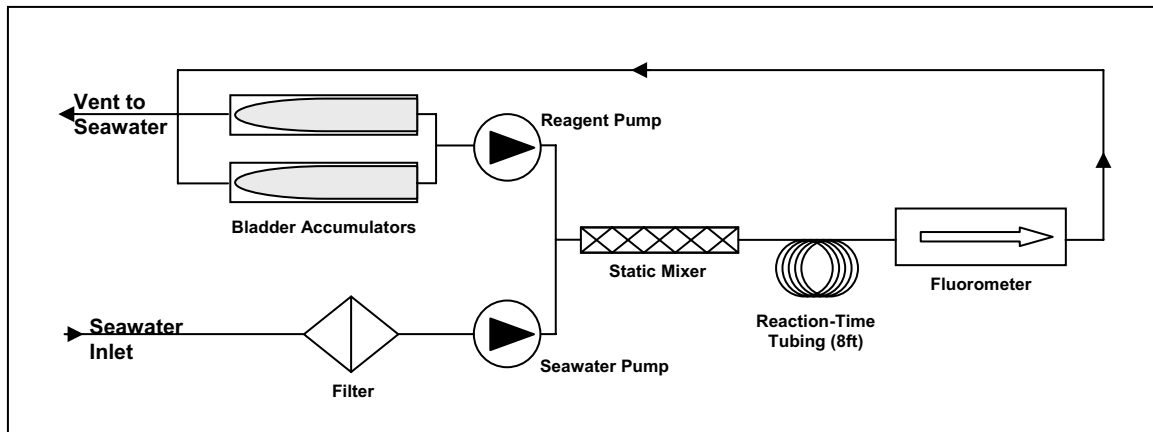 Vent to
Seawater
Reagent Pump
Bladder Accumulators
Static Mixer
Fluorometer
Reaction-Time
Tubing (8ft)
Seawater
Inlet
Seawater Pump
Filter